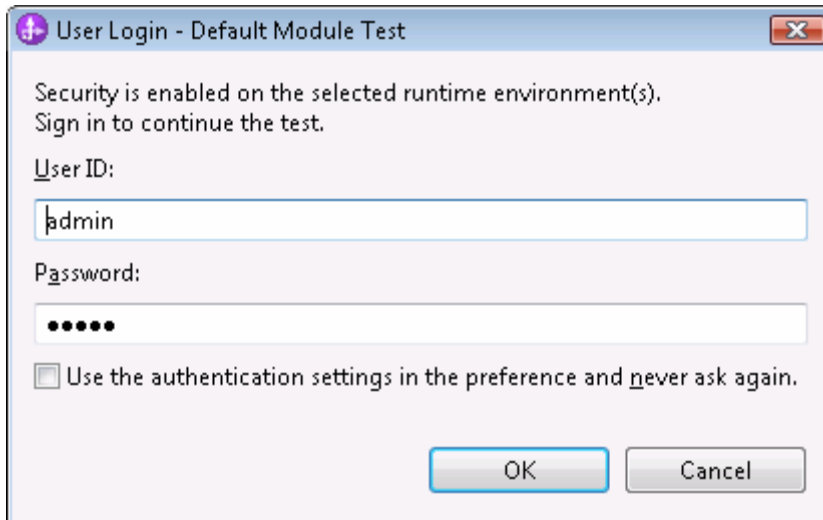 User Login - Default Module Test
Security is enabled on the selected runtime environment(s).
Sign in to continue the test.
User ID:
admin
Password:
•••••
Use the authentication settings in the preference and never ask again.
OK Cancel